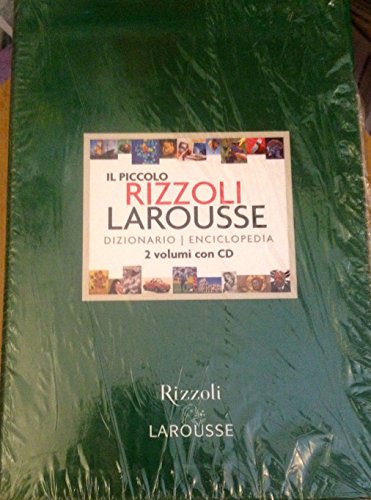 IL PICCOLO
RIZZOLI
LAROUSSE
DIZIONARIO | ENCICLOPEDIA
2 volumi con CD
Rizzoli
LAROUSSE